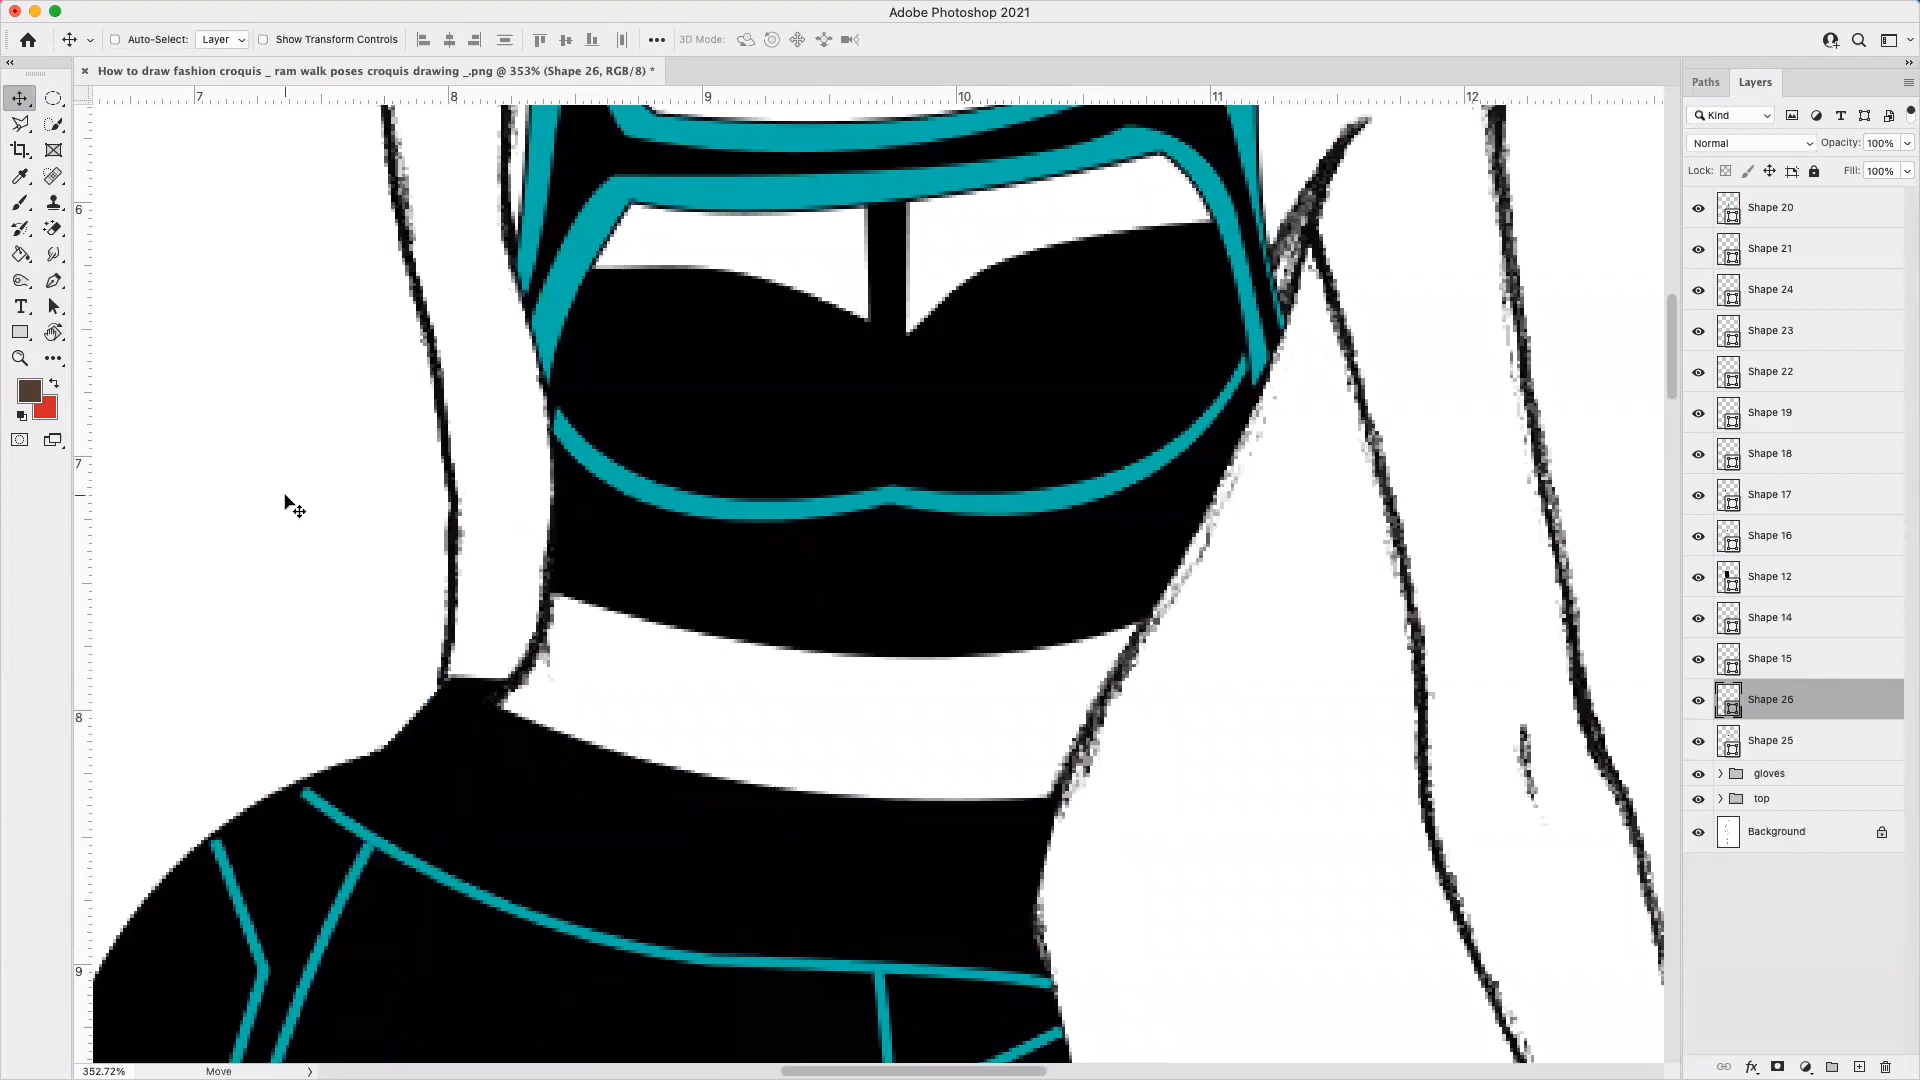 Adobe Photoshop 2021
Auto-Select: Layer Show Transform Controls 3D Mode:
How to draw fashion croquis _ ram walk poses croquis drawing _.png @ 353% (Shape 26, RGB/8) *
7 8 9 10 11 12
6
7
8
9
Paths Layers
Kind
Normal Opacity: 100%
Lock: Fill: 100%
Shape 20
Shape 21
Shape 24
Shape 23
Shape 22
Shape 19
Shape 18
Shape 17
Shape 16
Shape 12
Shape 14
Shape 15
Shape 26
Shape 25
gloves
top
Background
352.72% Move